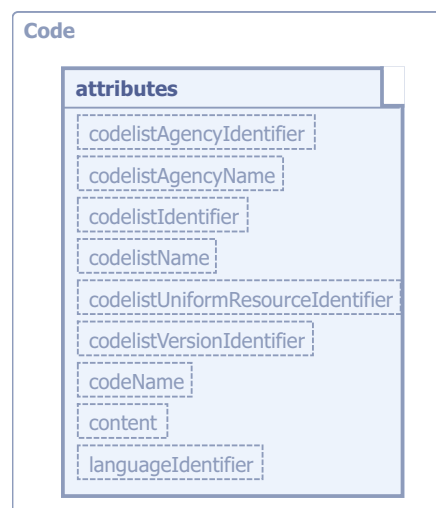 Code
attributes
codelistAgencyIdentifier
codelistAgencyName
codelistIdentifier
codelistName
codelistUniformResourceIdentifier
codelistVersionIdentifier
codeName
content
languageIdentifier